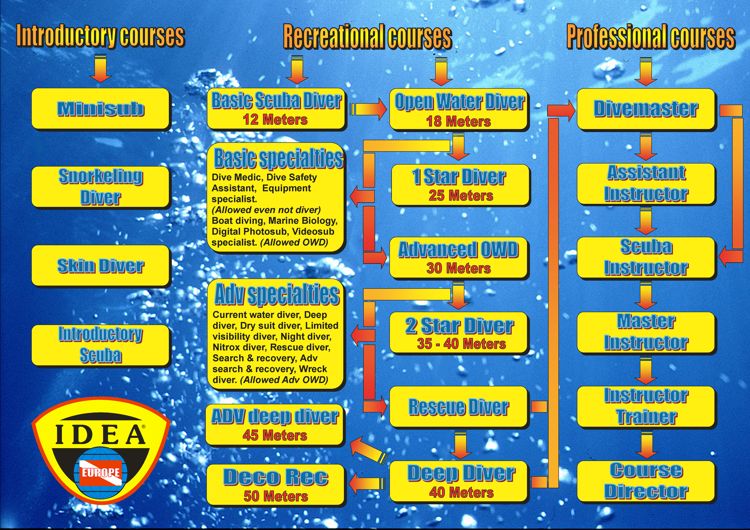 Introductory courses
Minisub
Snorkeling
Diver
Skin Diver
Introductory
Scuba
IDEA®
EUROPE
Recreational courses
Basic Scuba Diver
12 Meters
Open Water Diver
18 Meters
Basic specialties
Dive Medic, Dive Safety
Assistant, Equipment
specialist.
(Allowed even not diver)
Boat diving, Marine Biology,
Digital Photosub, Videosub
specialist. (Allowed OWD)
1 Star Diver
25 Meters
Advanced OWD
30 Meters
Adv specialties
Current water diver, Deep
diver, Dry suit diver, Limited
visibility diver, Night diver,
Nitrox diver, Rescue diver,
Search & recovery, Adv
search & recovery, Wreck
diver. (Allowed Adv OWD)
2 Star Diver
35 - 40 Meters
Rescue Diver
ADV deep diver
45 Meters
Deco Rec
50 Meters
Deep Diver
40 Meters
Professional courses
Divemaster
Assistant
Instructor
Scuba
Instructor
Master
Instructor
Instructor
Trainer
Course
Director